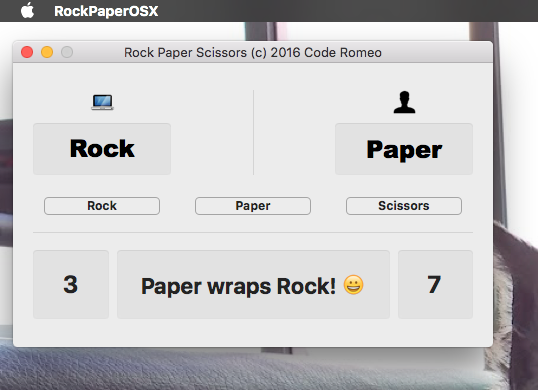 RockPaperOSX
Rock Paper Scissors (c) 2016 Code Romeo
Rock
Paper
Rock Paper Scissors
3
Paper wraps Rock! 😀
7